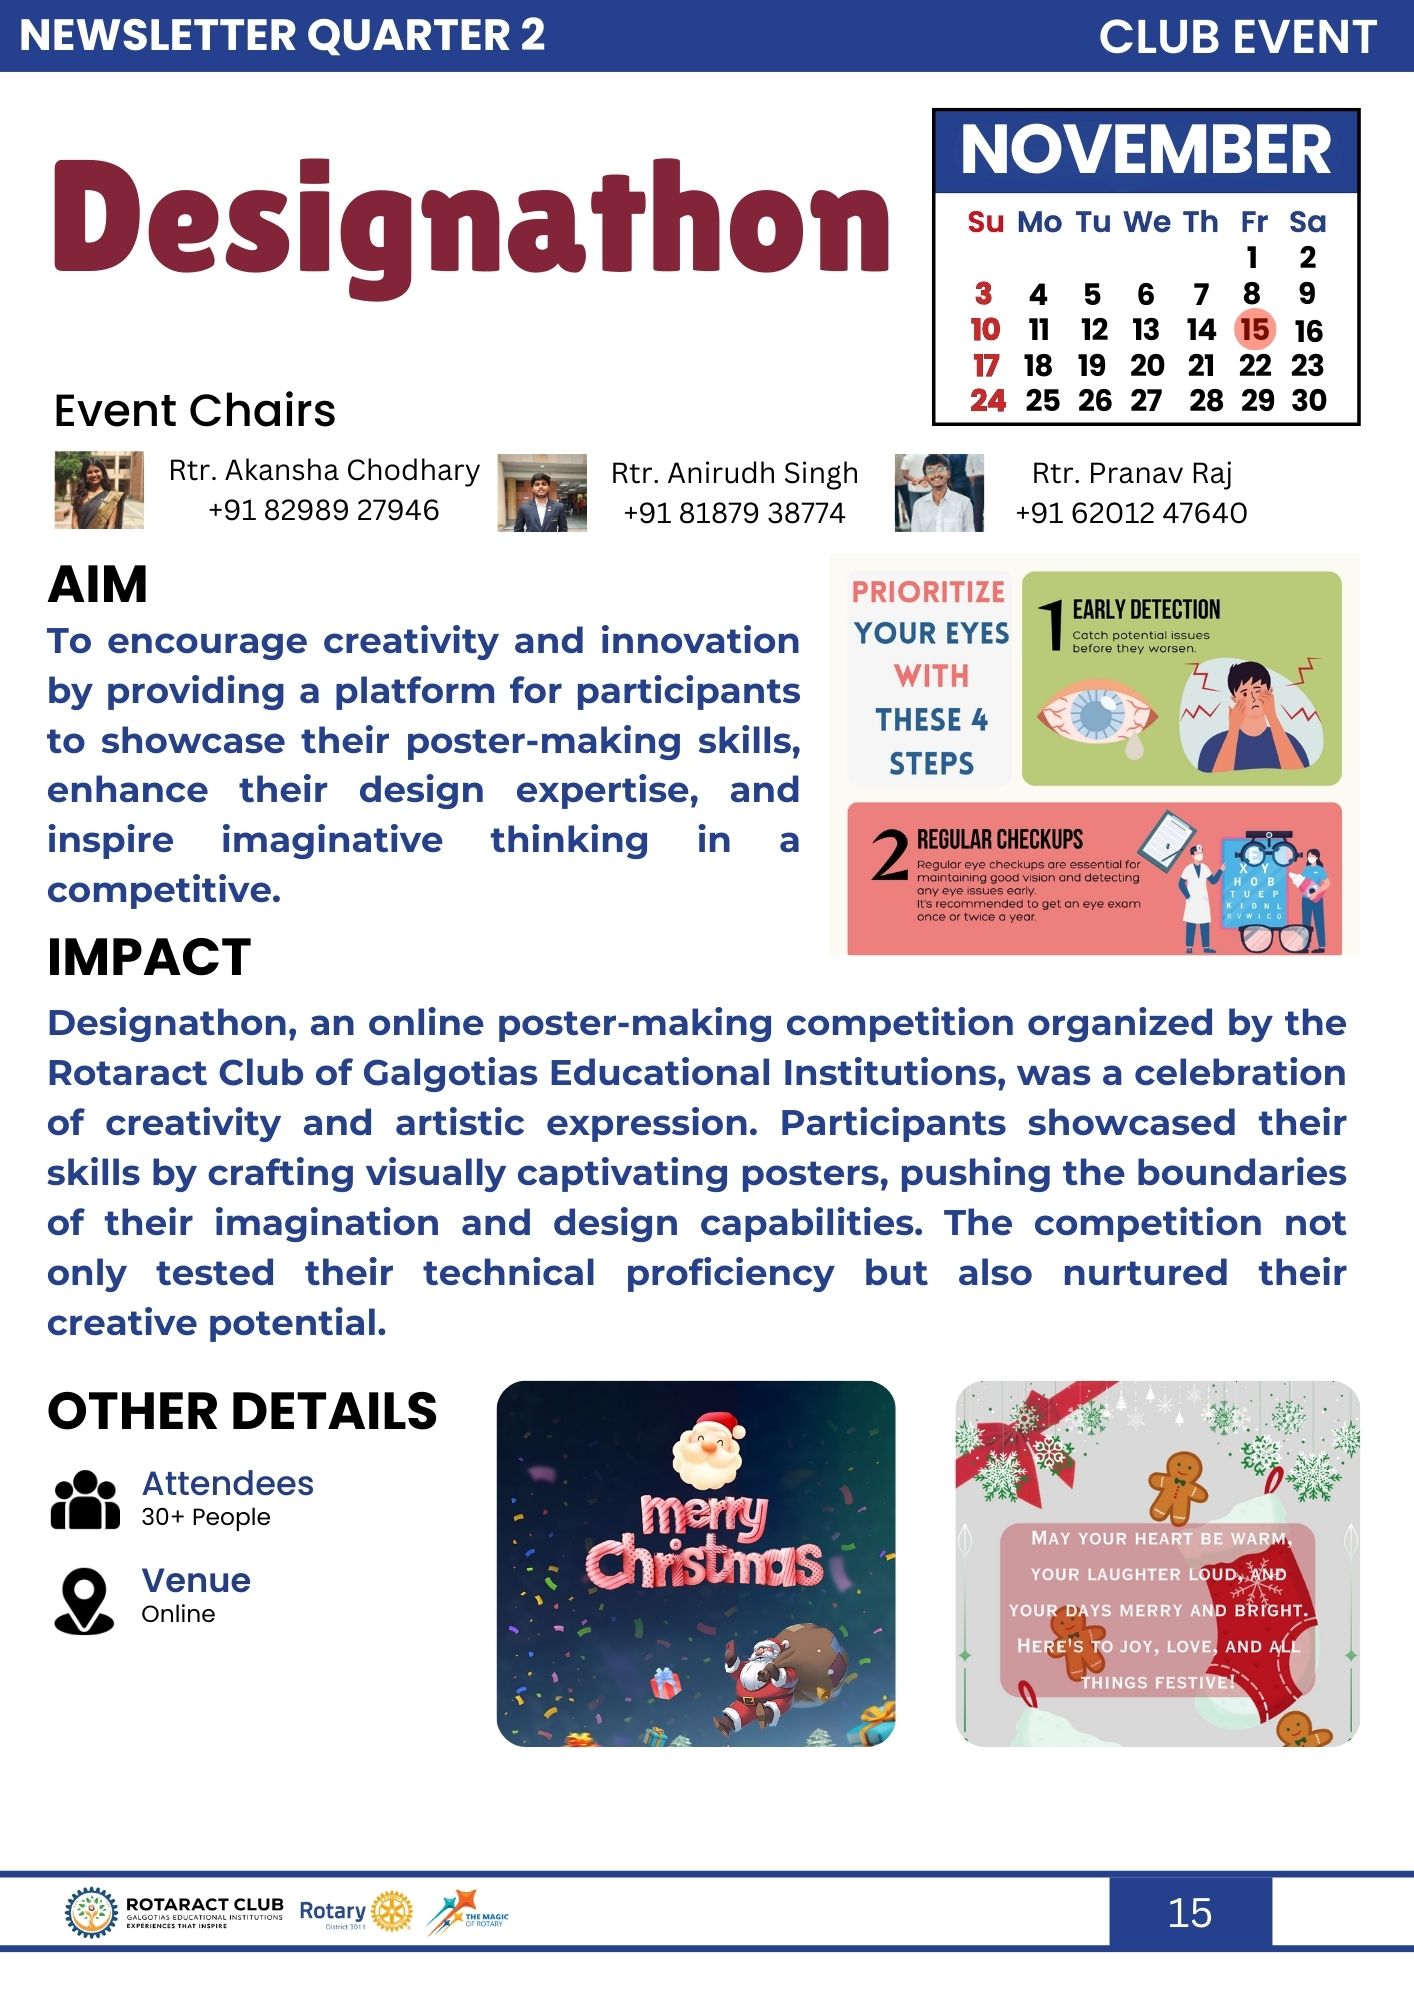 NEWSLETTER QUARTER 2
CLUB EVENT
Designathon
NOVEMBER
Su Mo Tu We Th Fr Sa
1 2
3 4 5 6 7 8 9
10 11 12 13 14 15 16
17 18 19 20 21 22 23
24 25 26 27 28 29 30
Event Chairs
Rtr. Akansha Chodhary
+91 82989 27946
Rtr. Anirudh Singh
+91 81879 38774
Rtr. Pranav Raj
+91 62012 47640
AIM
To encourage creativity and innovation
by providing a platform for participants
to showcase their poster-making skills,
enhance their design expertise, and
inspire imaginative thinking in a
competitive.
PRIORITIZE
YOUR EYES
WITH
THESE 4
STEPS
1 EARLY DETECTION
Catch potential issues
before they worsen.
2 REGULAR CHECKUPS
Regular eye checkups are essential for
maintaining good vision and detecting
any eye issues early.
It's recommended to get an eye exam
once or twice a year.
X Y
H O B
T U E P
K I D N L
R V W I C O
IMPACT
Designathon, an online poster-making competition organized by the
Rotaract Club of Galgotias Educational Institutions, was a celebration
of creativity and artistic expression. Participants showcased their
skills by crafting visually captivating posters, pushing the boundaries
of their imagination and design capabilities. The competition not
only tested their technical proficiency but also nurtured their
creative potential.
OTHER DETAILS
Attendees
30+ People
Venue
Online
merry
Christmas
MAY YOUR HEART BE WARM,
YOUR LAUGHTER LOUD, AND
YOUR DAYS MERRY AND BRIGHT.
HERE'S TO JOY, LOVE, AND ALL
THINGS FESTIVE!
ROTARACT CLUB
GALGOTIAS EDUCATIONAL INSTITUTIONS
EXPERIENCES THAT INSPIRE
Rotary
District 3011
THE MAGIC
OF ROTARY
15